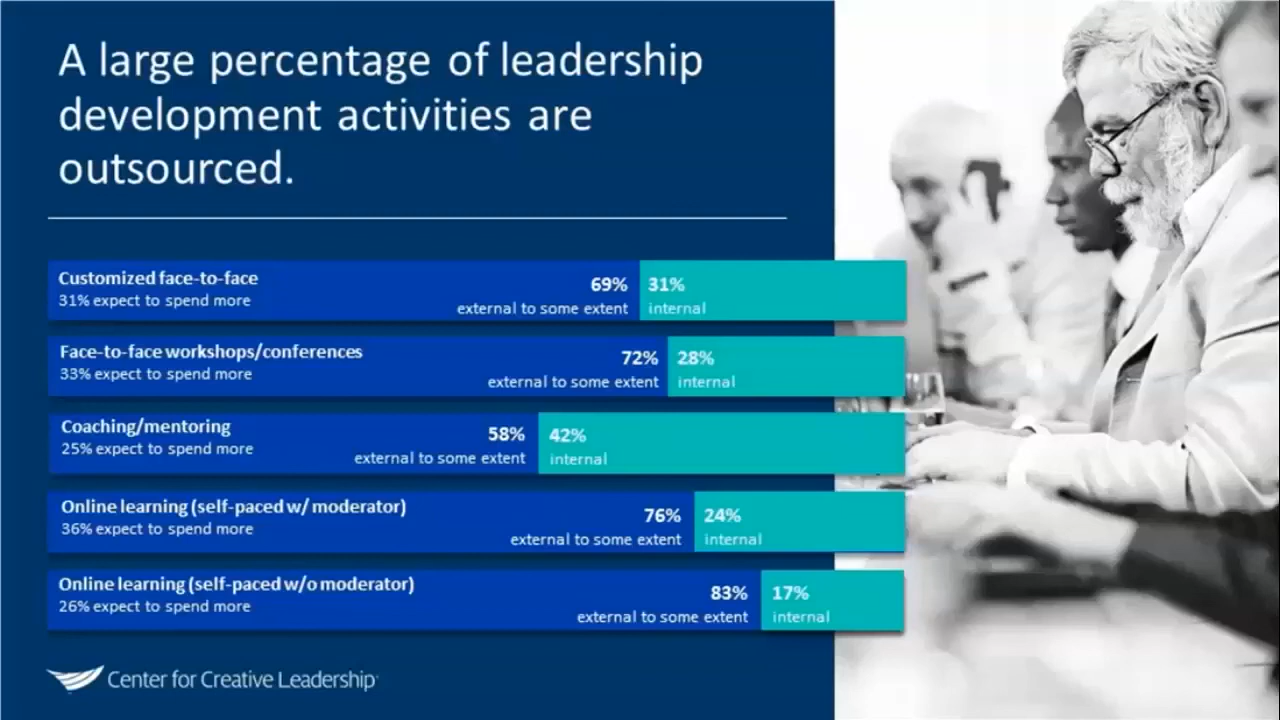 A large percentage of leadership
development activities are
outsourced.
Customized face-to-face
31% expect to spend more
69%
external to some extent
31%
internal
Face-to-face workshops/conferences
33% expect to spend more
72%
external to some extent
28%
internal
Coaching/mentoring
25% expect to spend more
58%
external to some extent
42%
internal
Online learning (self-paced w/ moderator)
36% expect to spend more
76%
external to some extent
24%
internal
Online learning (self-paced w/o moderator)
26% expect to spend more
83%
external to some extent
17%
internal
Center for Creative Leadership